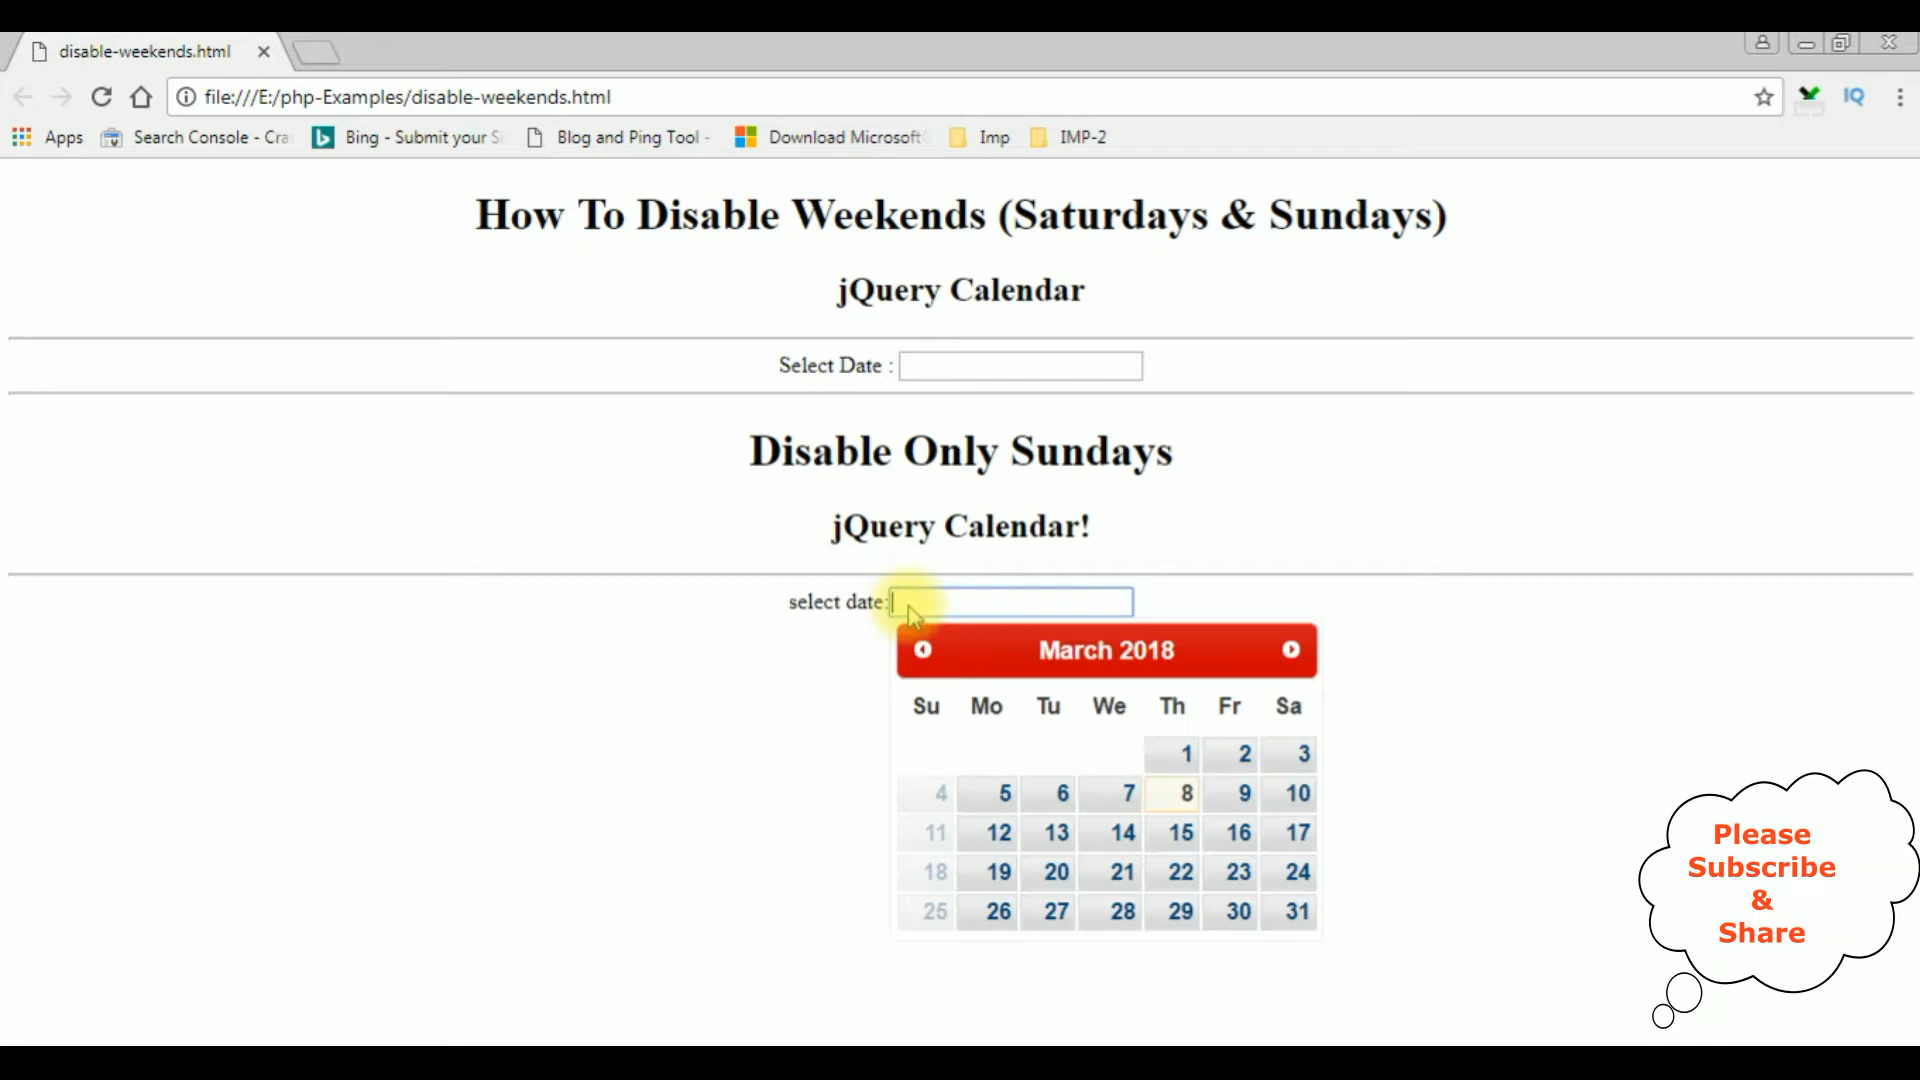 disable-weekends.html
file:///E:/php-Examples/disable-weekends.html
IQ
Apps
Search Console - Cra
Bing - Submit your S
Blog and Ping Tool -
Download Microsoft
Imp
IMP-2
How To Disable Weekends (Saturdays & Sundays)
jQuery Calendar
Select Date :
Disable Only Sundays
jQuery Calendar!
select date:
March 2018
Su Mo Tu We Th Fr Sa
1 2 3
4 5 6 7 8 9 10
11 12 13 14 15 16 17
18 19 20 21 22 23 24
25 26 27 28 29 30 31
Please
Subscribe
&
Share